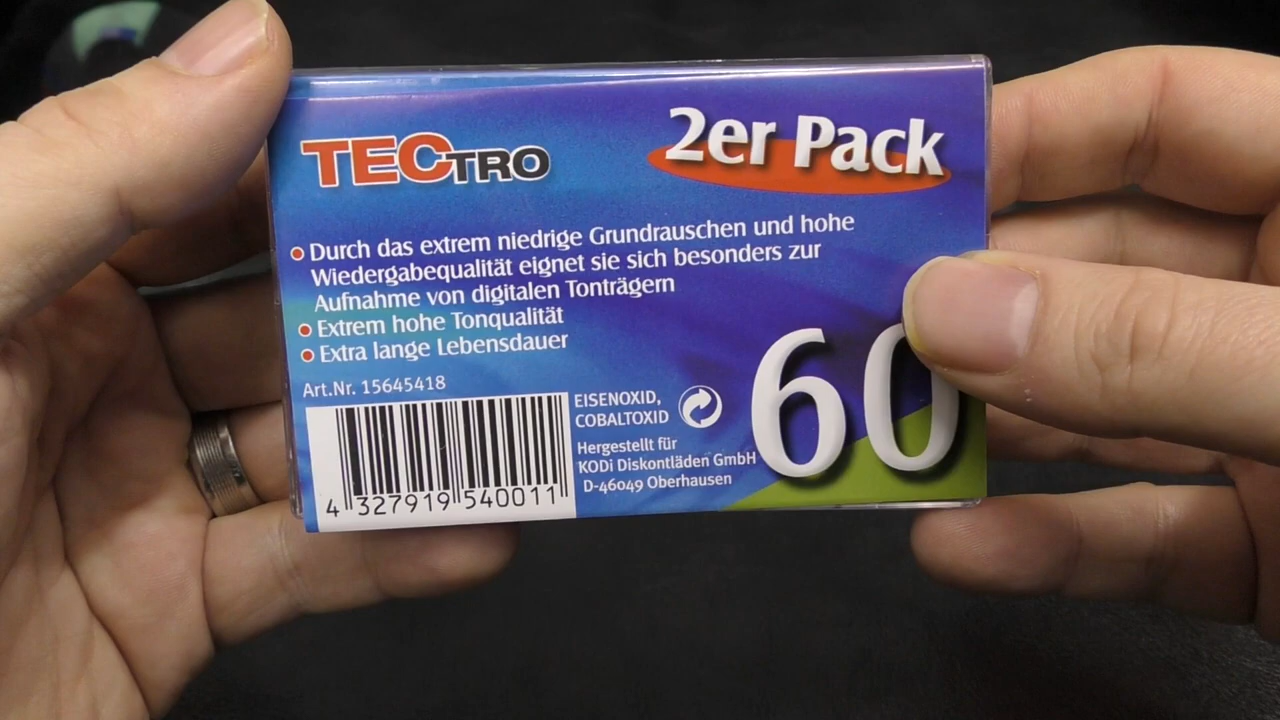 TECTRO
2er Pack
Durch das extrem niedrige Grundrauschen und hohe
Wiedergabequalität eignet sie sich besonders zur
Aufnahme von digitalen Tonträgern
Extrem hohe Tonqualität
Extra lange Lebensdauer
Art.Nr. 15645418
EISENOXID,
COBALTOXID
Hergestellt für
KODi Diskontläden GmbH
D-46049 Oberhausen
4 327919 540011
60